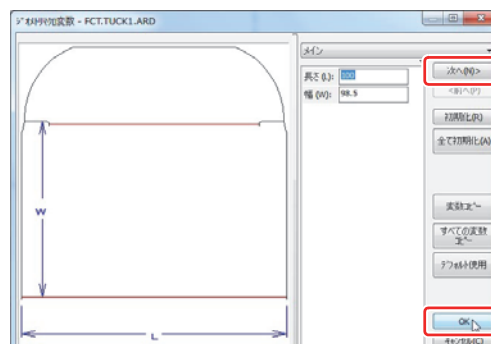 ジオメトリマクロ変数 - FCT.TUCK1.ARD
メイン
長さ (L): 200
幅 (W): 98.5
次へ(N)>
<前へ(P)
初期化(R)
全て初期化(A)
変数コピー
すべての変数
コピー
デフォルト使用
OK
キャンセル(C)
W
L